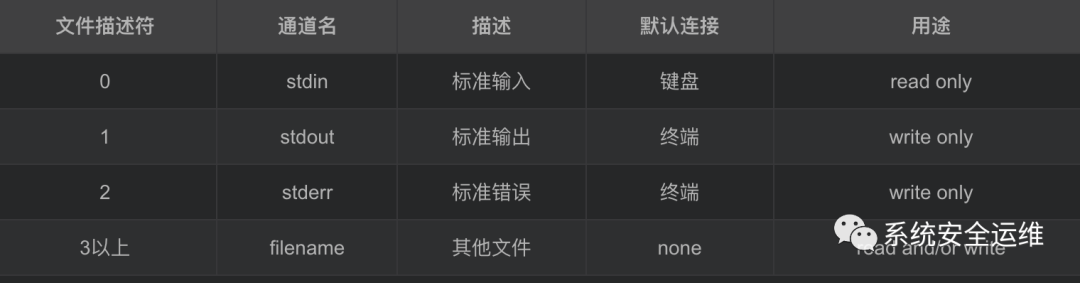 文件描述符 通道名 描述 默认连接 用途
0 stdin 标准输入 键盘 read only
1 stdout 标准输出 终端 write only
2 stderr 标准错误 终端 write only
3以上 filename 其他文件 none read and/or write
系统安全运维